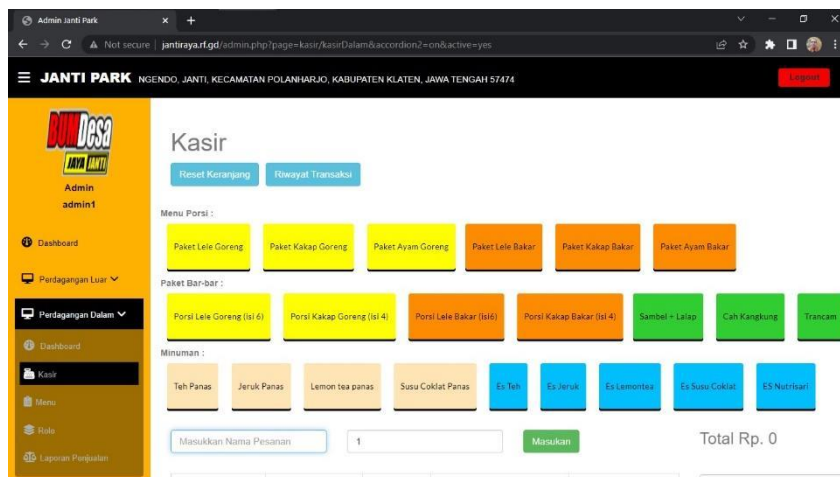 Admin Janti Park
Not secure | jantiraya.rf.gd/admin.php?page=kasir/kasirDalam&accordion2=on&active=yes
JANTI PARK NGENDO, JANTI, KECAMATAN POLANHARJO, KABUPATEN KLATEN, JAWA TENGAH 57474
Logout
BUMDesa
JAYA JANTI
Admin
admin1
Dashboard
Perdagangan Luar
Perdagangan Dalam
Dashboard
Kasir
Menu
Rolo
Laporan Penjualan
Kasir
Reset Keranjang Riwayat Transaksi
Menu Porsi :
Paket Lele Goreng Paket Kakap Goreng Paket Ayam Goreng Paket Lele Bakar Paket Kakap Bakar Paket Ayam Bakar
Paket Bar-bar :
Porsi Lele Goreng (isi 6) Porsi Kakap Goreng (isi 4) Porsi Lele Bakar (isi6) Porsi Kakap Bakar (isi 4) Sambel + Lalap Cah Kangkung Trancam
Minuman :
Teh Panas Jeruk Panas Lemon tea panas Susu Coklat Panas Es Teh Es Jeruk Es Lemontea Es Susu Coklat ES Nutrisari
Masukkan Nama Pesanan 1 Masukan Total Rp. 0